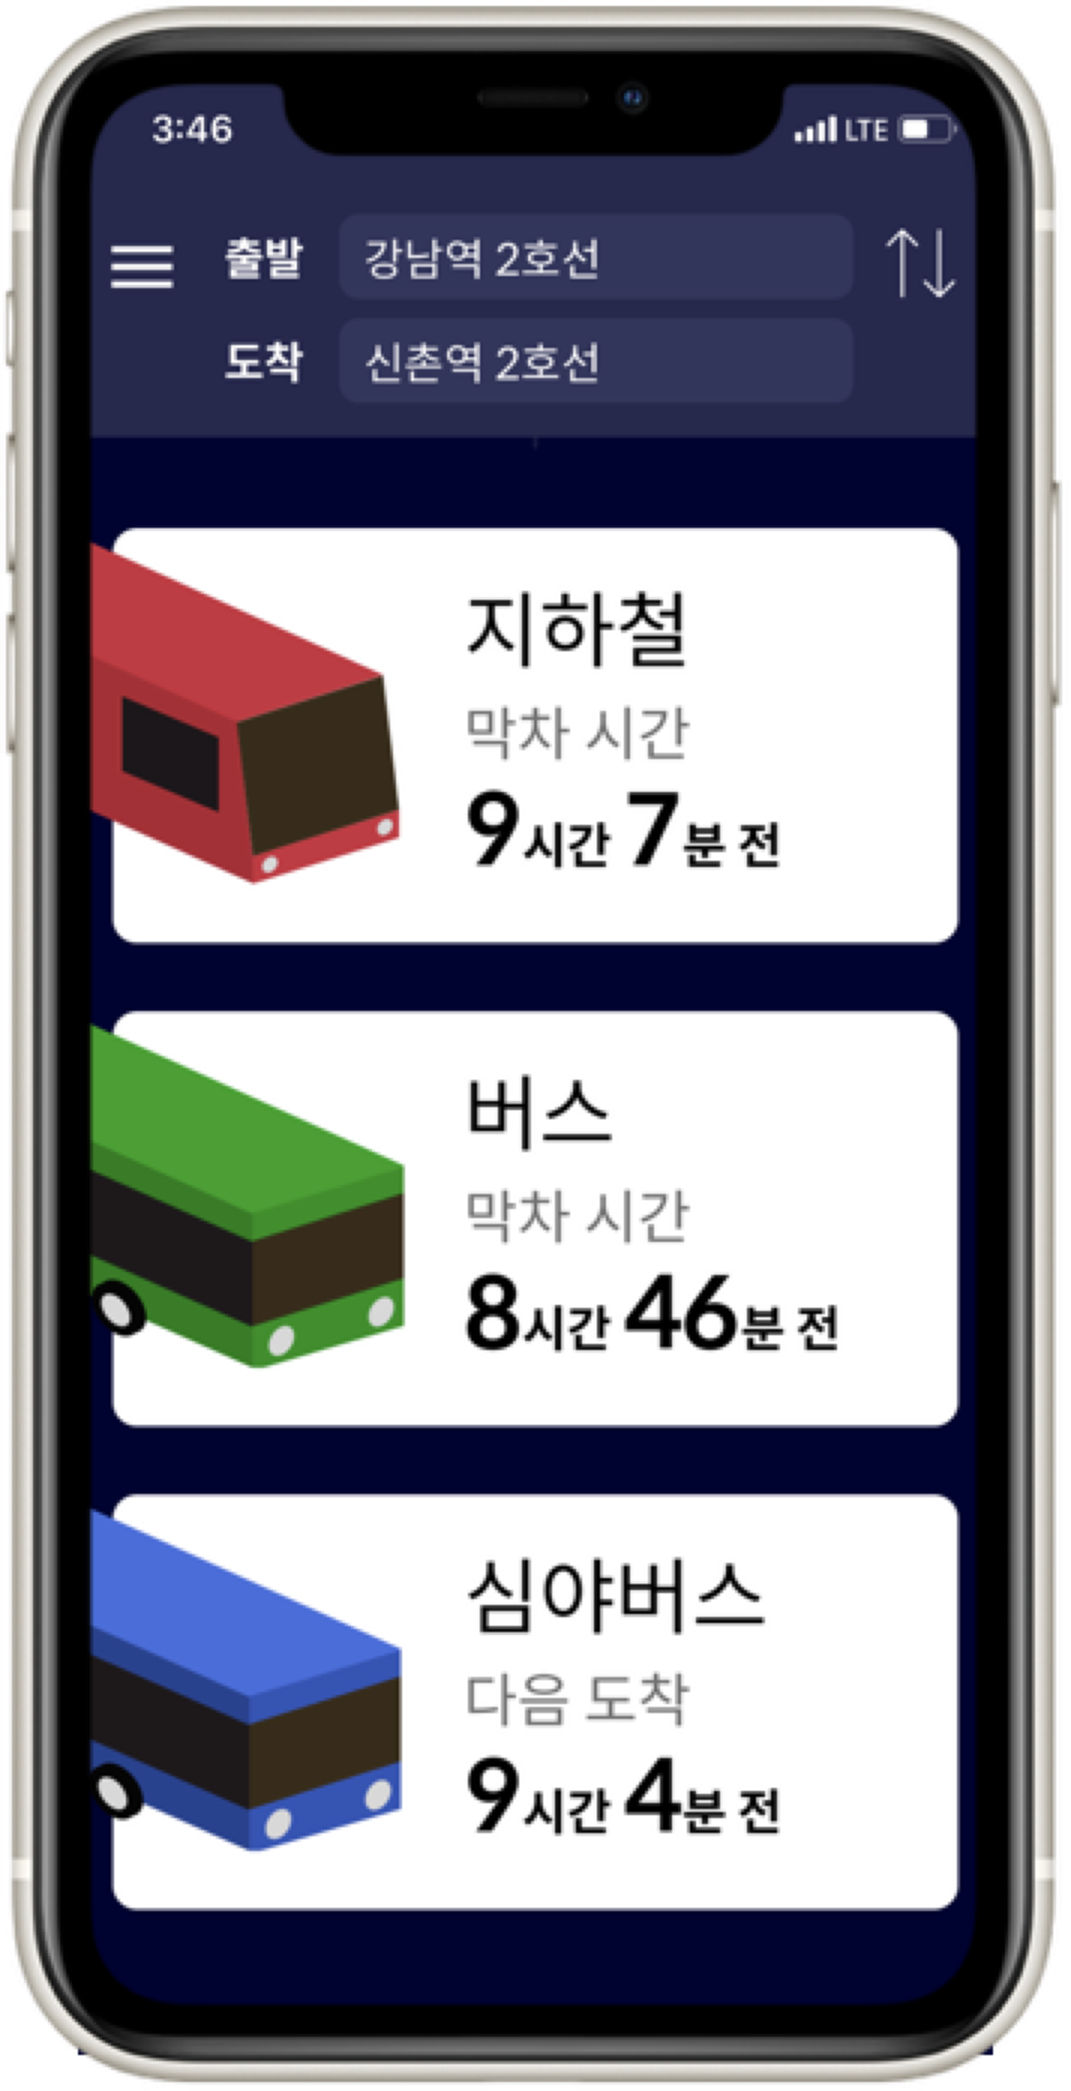 3:46
LTE
출발 강남역 2호선
도착 신촌역 2호선
지하철
막차 시간
9시간 7분 전
버스
막차 시간
8시간 46분 전
심야버스
다음 도착
9시간 4분 전